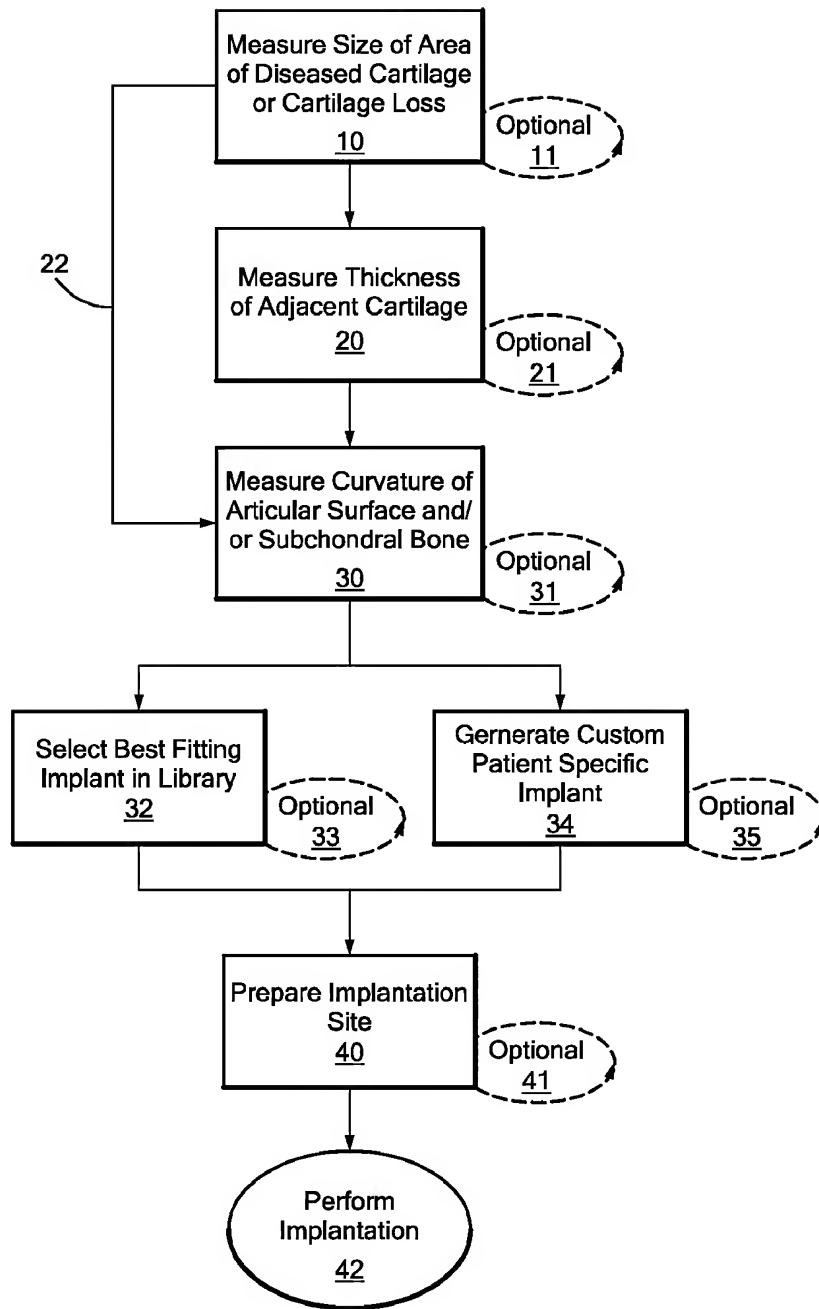 Measure Size of Area
of Diseased Cartilage
or Cartilage Loss
10
Optional
11
22
Measure Thickness
of Adjacent Cartilage
20
Optional
21
Measure Curvature of
Articular Surface and/
or Subchondral Bone
30
Optional
31
Select Best Fitting
Implant in Library
32
Optional
33
Gernerate Custom
Patient Specific
Implant
34
Optional
35
Prepare Implantation
Site
40
Optional
41
Perform
Implantation
42